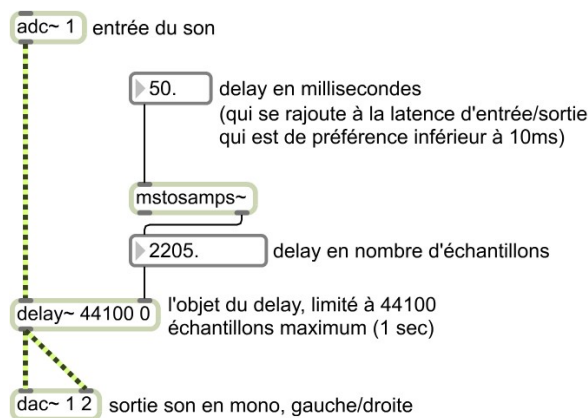 adc~ 1 entrée du son
50. delay en millisecondes
(qui se rajoute à la latence d'entrée/sortie
qui est de préférence inférieur à 10ms)
mstosamps~
2205. delay en nombre d'échantillons
delay~ 44100 0 l'objet du delay, limité à 44100
échantillons maximum (1 sec)
dac~ 1 2 sortie son en mono, gauche/droite